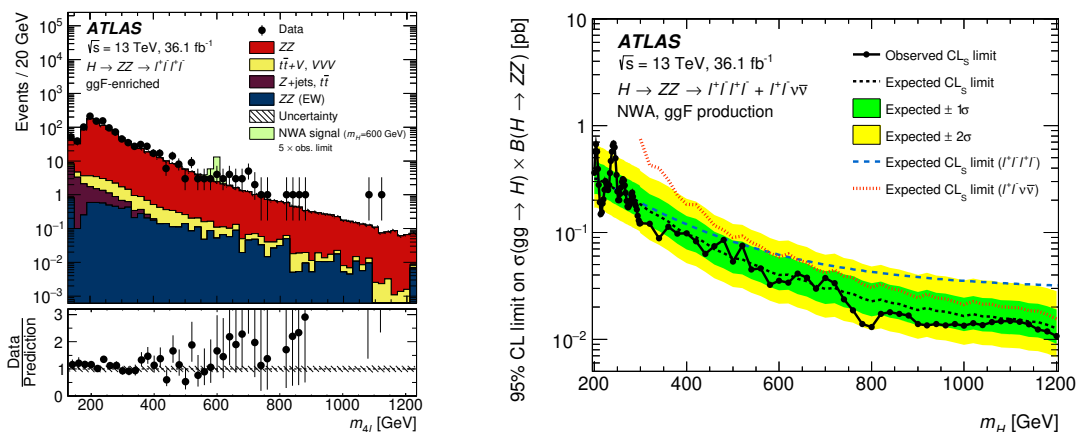 ATLAS
√s = 13 TeV, 36.1 fb⁻¹
H → ZZ → l⁺l⁻l⁺l⁻
ggF-enriched
Data
ZZ
tt̄+V, VVV
Z+jets, tt̄
ZZ (EW)
Uncertainty
NWA signal (m_H=600 GeV)
5 × obs. limit
Events / 20 GeV
10⁵
10⁴
10³
10²
10
1
10⁻¹
10⁻²
10⁻³
Data
Prediction
3
2
1
0
200 400 600 800 1000 1200
m_4l [GeV]
ATLAS
√s = 13 TeV, 36.1 fb⁻¹
H → ZZ → l⁺l⁻l⁺l⁻ + l⁺l⁻νν̄
NWA, ggF production
Observed CL_s limit
Expected CL_s limit
Expected ± 1σ
Expected ± 2σ
Expected CL_s limit (l⁺l⁻l⁺l⁻)
Expected CL_s limit (l⁺l⁻νν̄)
95% CL limit on σ(gg → H) × B(H → ZZ) [pb]
1
10⁻¹
10⁻²
200 400 600 800 1000 1200
m_H [GeV]